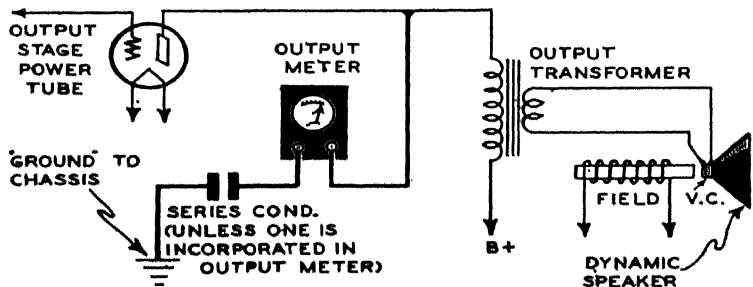 OUTPUT
STAGE
POWER
TUBE
OUTPUT
METER
OUTPUT
TRANSFORMER
"GROUND" TO
CHASSIS
SERIES COND.
(UNLESS ONE IS
INCORPORATED IN
OUTPUT METER)
B+
FIELD
V.C.
DYNAMIC
SPEAKER